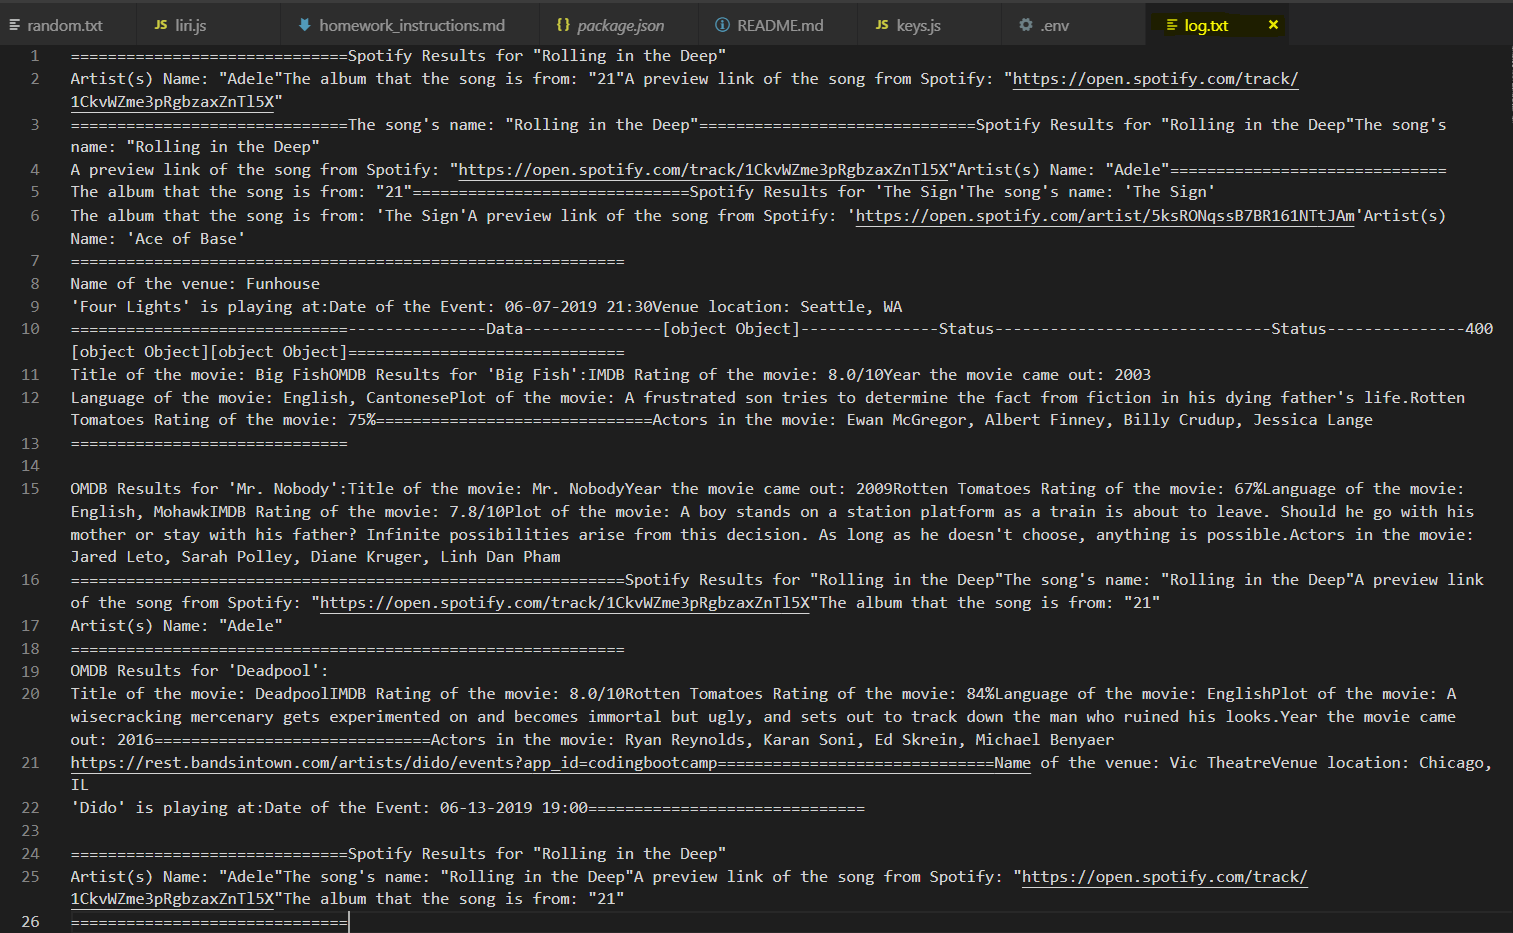 random.txt JS liri.js homework_instructions.md {} package.json README.md JS keys.js .env log.txt ×
1 ==============================Spotify Results for "Rolling in the Deep"
2 Artist(s) Name: "Adele"The album that the song is from: "21"A preview link of the song from Spotify: "https://open.spotify.com/track/
1CkvWZme3pRgbzaxZnTl5X"
3 ==============================The song's name: "Rolling in the Deep"==============================Spotify Results for "Rolling in the Deep"The song's
name: "Rolling in the Deep"
4 A preview link of the song from Spotify: "https://open.spotify.com/track/1CkvWZme3pRgbzaxZnTl5X"Artist(s) Name: "Adele"==============================
5 The album that the song is from: "21"==============================Spotify Results for 'The Sign'The song's name: 'The Sign'
6 The album that the song is from: 'The Sign'A preview link of the song from Spotify: 'https://open.spotify.com/artist/5ksRONqssB7BR161NTtJAm'Artist(s)
Name: 'Ace of Base'
7 ============================================================
8 Name of the venue: Funhouse
9 'Four Lights' is playing at:Date of the Event: 06-07-2019 21:30Venue location: Seattle, WA
10 ==============================---------------Data---------------[object Object]---------------Status------------------------------Status---------------400
[object Object][object Object]==============================
11 Title of the movie: Big FishOMDB Results for 'Big Fish':IMDB Rating of the movie: 8.0/10Year the movie came out: 2003
12 Language of the movie: English, CantonesePlot of the movie: A frustrated son tries to determine the fact from fiction in his dying father's life.Rotten
Tomatoes Rating of the movie: 75%==============================Actors in the movie: Ewan McGregor, Albert Finney, Billy Crudup, Jessica Lange
13 ==============================
14
15 OMDB Results for 'Mr. Nobody':Title of the movie: Mr. NobodyYear the movie came out: 2009Rotten Tomatoes Rating of the movie: 67%Language of the movie:
English, MohawkIMDB Rating of the movie: 7.8/10Plot of the movie: A boy stands on a station platform as a train is about to leave. Should he go with his
mother or stay with his father? Infinite possibilities arise from this decision. As long as he doesn't choose, anything is possible.Actors in the movie:
Jared Leto, Sarah Polley, Diane Kruger, Linh Dan Pham
16 ============================================================Spotify Results for "Rolling in the Deep"The song's name: "Rolling in the Deep"A preview link
of the song from Spotify: "https://open.spotify.com/track/1CkvWZme3pRgbzaxZnTl5X"The album that the song is from: "21"
17 Artist(s) Name: "Adele"
18 ============================================================
19 OMDB Results for 'Deadpool':
20 Title of the movie: DeadpoolIMDB Rating of the movie: 8.0/10Rotten Tomatoes Rating of the movie: 84%Language of the movie: EnglishPlot of the movie: A
wisecracking mercenary gets experimented on and becomes immortal but ugly, and sets out to track down the man who ruined his looks.Year the movie came
out: 2016==============================Actors in the movie: Ryan Reynolds, Karan Soni, Ed Skrein, Michael Benyaer
21 https://rest.bandsintown.com/artists/dido/events?app_id=codingbootcamp==============================Name of the venue: Vic TheatreVenue location: Chicago,
IL
22 'Dido' is playing at:Date of the Event: 06-13-2019 19:00==============================
23
24 ==============================Spotify Results for "Rolling in the Deep"
25 Artist(s) Name: "Adele"The song's name: "Rolling in the Deep"A preview link of the song from Spotify: "https://open.spotify.com/track/
1CkvWZme3pRgbzaxZnTl5X"The album that the song is from: "21"
26 ==============================